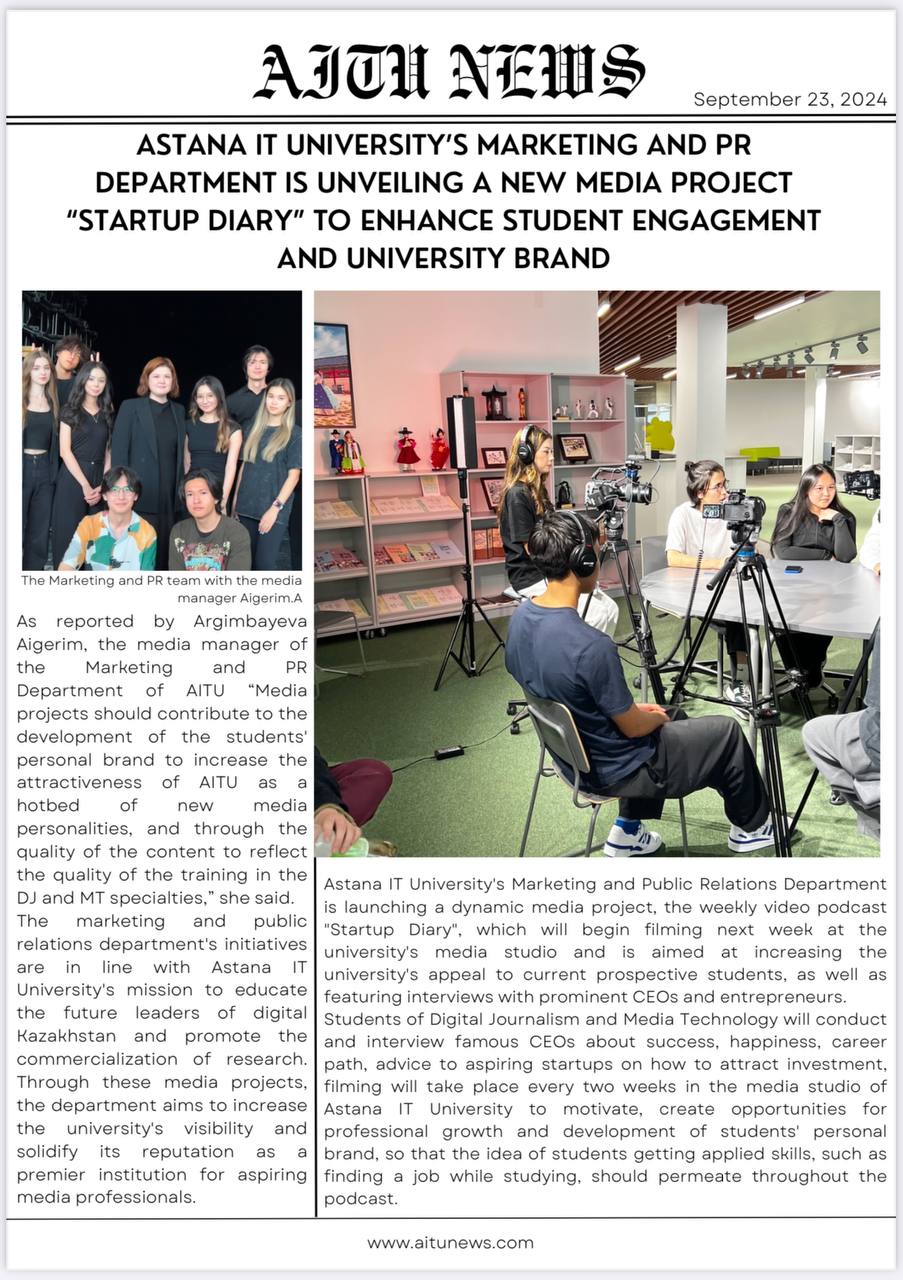 AITU NEWS
September 23, 2024
ASTANA IT UNIVERSITY'S MARKETING AND PR
DEPARTMENT IS UNVEILING A NEW MEDIA PROJECT
“STARTUP DIARY” TO ENHANCE STUDENT ENGAGEMENT
AND UNIVERSITY BRAND
The Marketing and PR team with the media
manager Aigerim.A
As reported by Argimbayeva
Aigerim, the media manager of
the Marketing and PR
Department of AITU “Media
projects should contribute to the
development of the students'
personal brand to increase the
attractiveness of AITU as a
hotbed of new media
personalities, and through the
quality of the content to reflect
the quality of the training in the
DJ and MT specialties,” she said.
The marketing and public
relations department's initiatives
are in line with Astana IT
University's mission to educate
the future leaders of digital
Kazakhstan and promote the
commercialization of research.
Through these media projects,
the department aims to increase
the university's visibility and
solidify its reputation as a
premier institution for aspiring
media professionals.
Astana IT University's Marketing and Public Relations Department
is launching a dynamic media project, the weekly video podcast
"Startup Diary", which will begin filming next week at the
university's media studio and is aimed at increasing the
university's appeal to current prospective students, as well as
featuring interviews with prominent CEOs and entrepreneurs.
Students of Digital Journalism and Media Technology will conduct
and interview famous CEOs about success, happiness, career
path, advice to aspiring startups on how to attract investment,
filming will take place every two weeks in the media studio of
Astana IT University to motivate, create opportunities for
professional growth and development of students' personal
brand, so that the idea of students getting applied skills, such as
finding a job while studying, should permeate throughout the
podcast.
www.aitunews.com